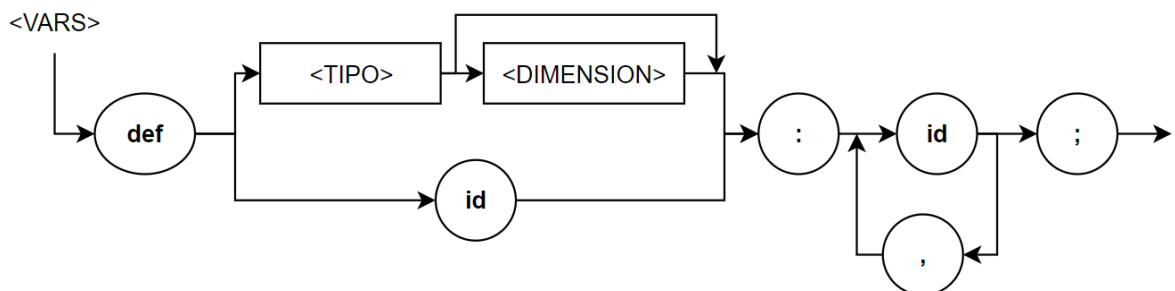 <VARS>
<TIPO> <DIMENSION>
def : id ;
id
,